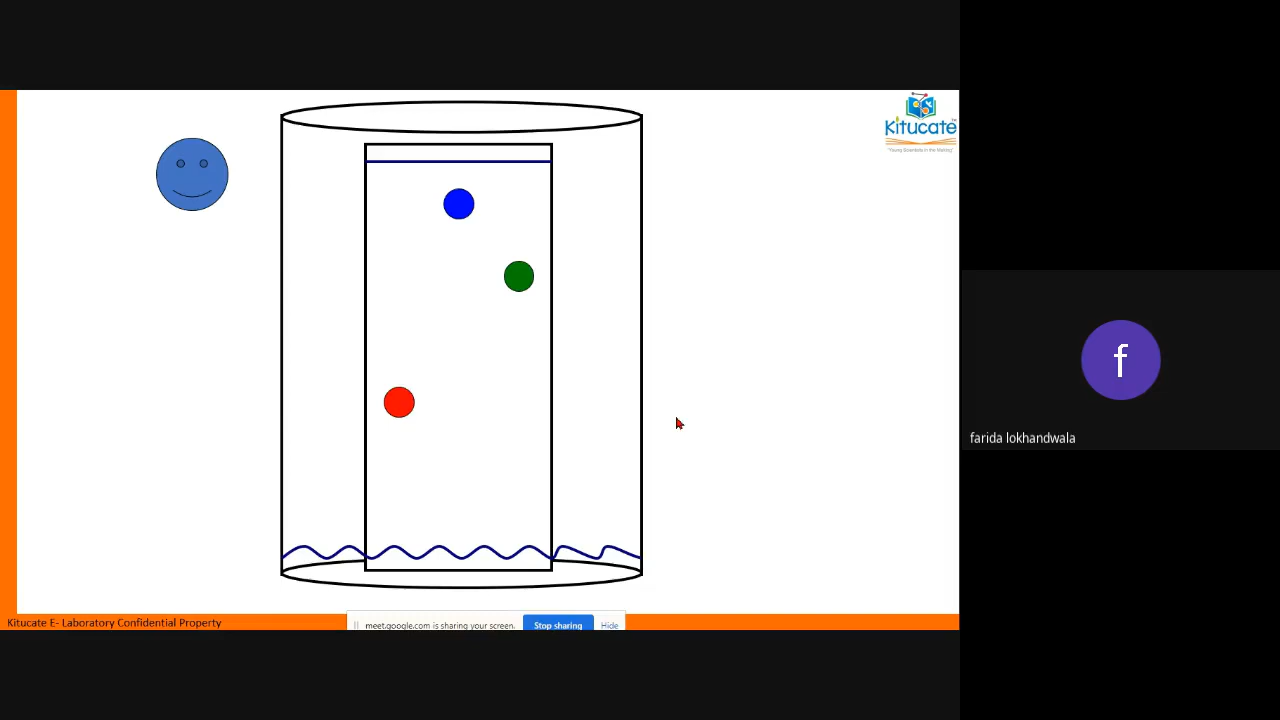 Kitucate
"Young Scientists in the Making"
f
farida lokhandwala
Kitucate E- Laboratory Confidential Property
meet.google.com is sharing your screen.
Stop sharing
Hide